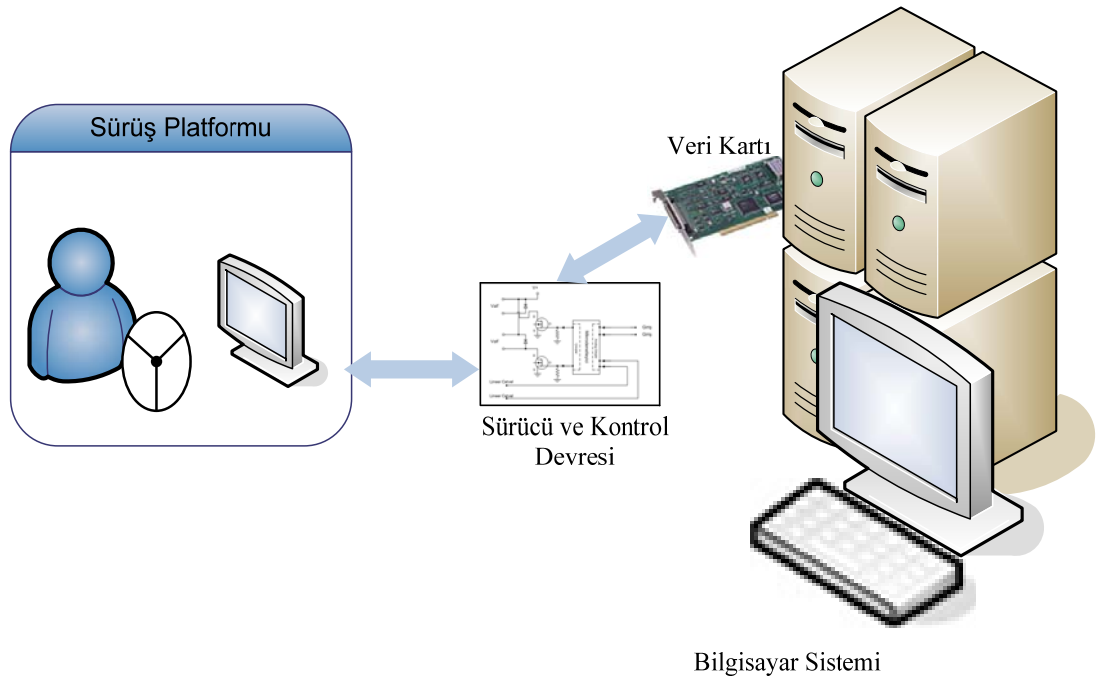 Sürüş Platformu
Veri Kartı
Sürücü ve Kontrol
Devresi
Bilgisayar Sistemi